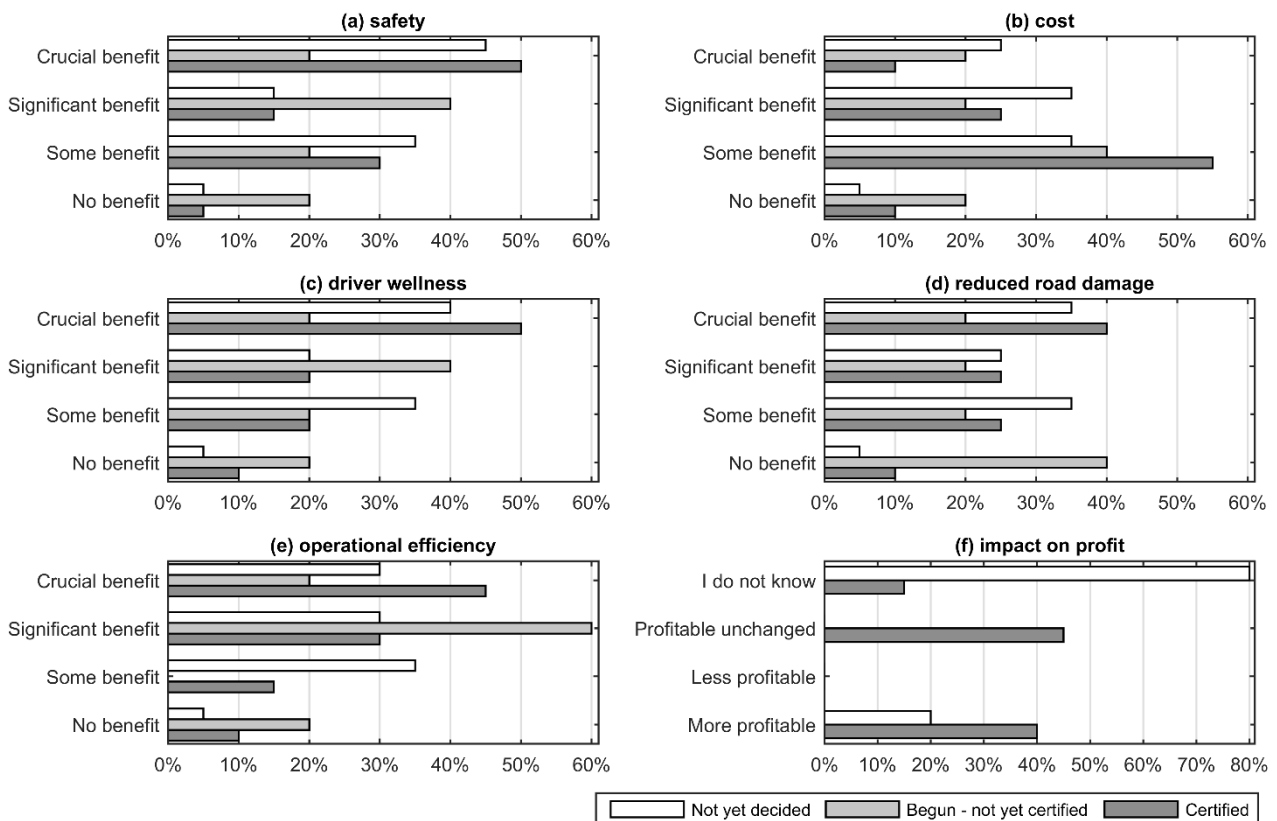 (a) safety
Crucial benefit
Significant benefit
Some benefit
No benefit
0% 10% 20% 30% 40% 50% 60%
(b) cost
Crucial benefit
Significant benefit
Some benefit
No benefit
0% 10% 20% 30% 40% 50% 60%
(c) driver wellness
Crucial benefit
Significant benefit
Some benefit
No benefit
0% 10% 20% 30% 40% 50% 60%
(d) reduced road damage
Crucial benefit
Significant benefit
Some benefit
No benefit
0% 10% 20% 30% 40% 50% 60%
(e) operational efficiency
Crucial benefit
Significant benefit
Some benefit
No benefit
0% 10% 20% 30% 40% 50% 60%
(f) impact on profit
I do not know
Profitable unchanged
Less profitable
More profitable
0% 10% 20% 30% 40% 50% 60% 70% 80%
Not yet decided Begun - not yet certified Certified